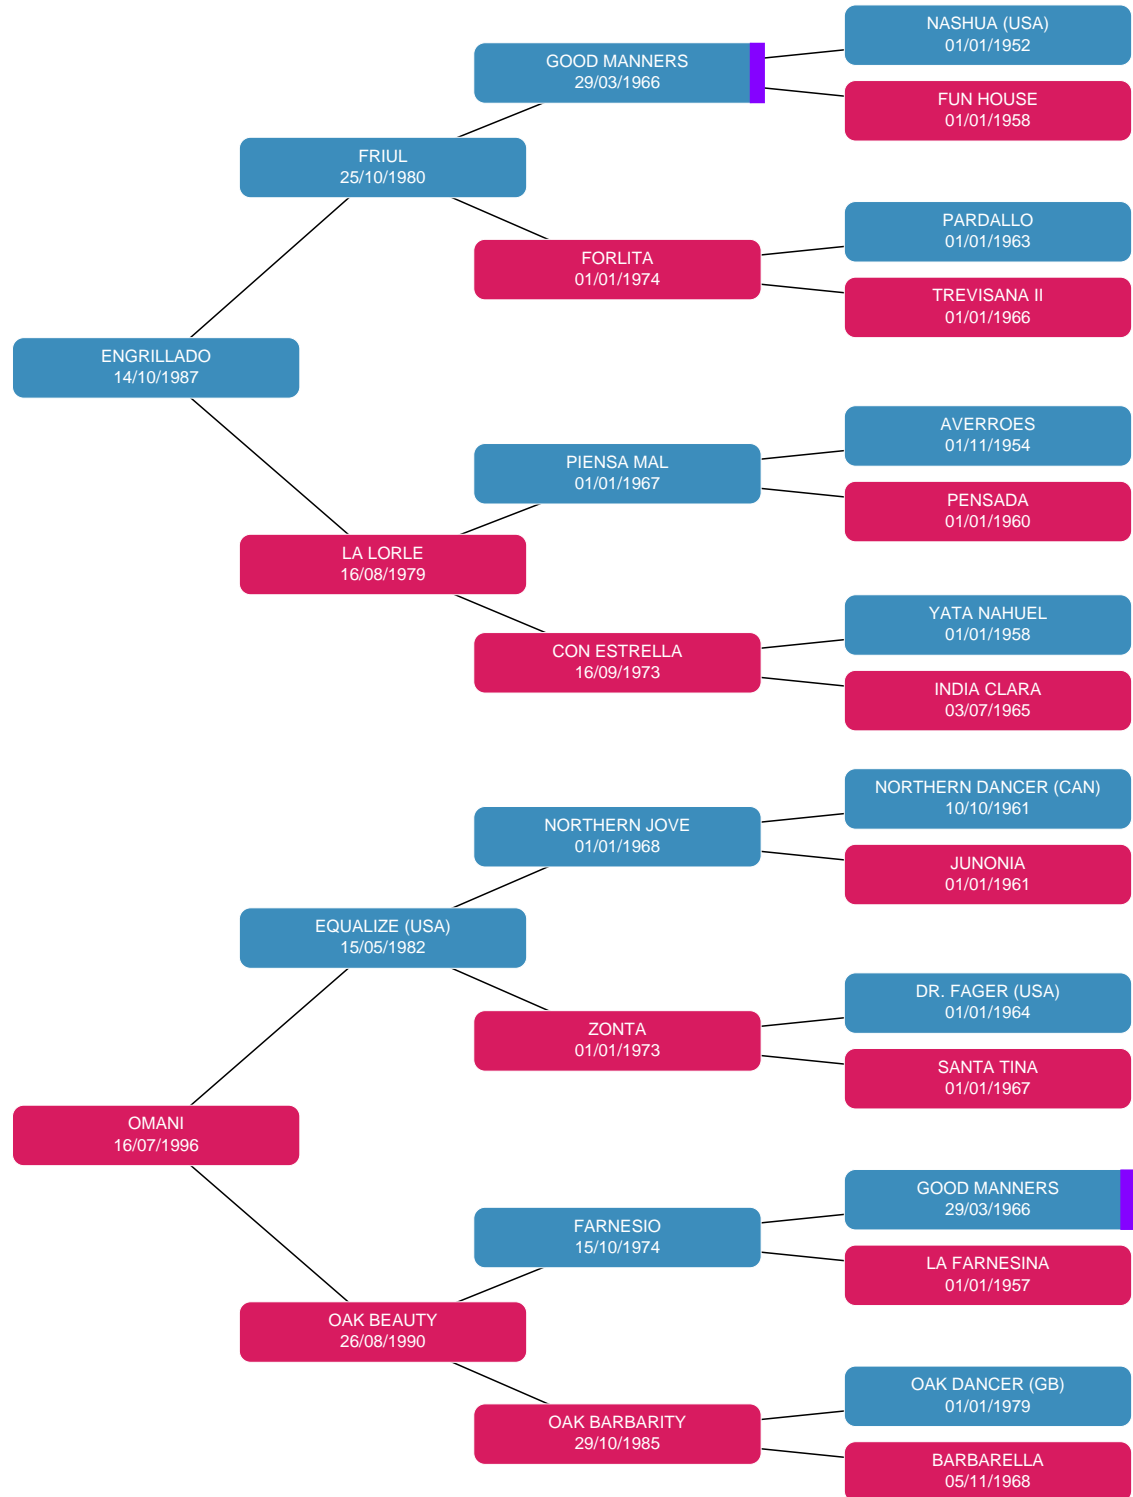 NASHUA (USA)
01/01/1952
GOOD MANNERS
29/03/1966
FUN HOUSE
01/01/1958
FRIUL
25/10/1980
PARDALLO
01/01/1963
FORLITA
01/01/1974
TREVISANA II
01/01/1966
ENGRILLADO
14/10/1987
AVERROES
01/11/1954
PIENSA MAL
01/01/1967
PENSADA
01/01/1960
LA LORLE
16/08/1979
YATA NAHUEL
01/01/1958
CON ESTRELLA
16/09/1973
INDIA CLARA
03/07/1965
NORTHERN DANCER (CAN)
10/10/1961
NORTHERN JOVE
01/01/1968
JUNONIA
01/01/1961
EQUALIZE (USA)
15/05/1982
DR. FAGER (USA)
01/01/1964
ZONTA
01/01/1973
SANTA TINA
01/01/1967
OMANI
16/07/1996
GOOD MANNERS
29/03/1966
FARNESIO
15/10/1974
LA FARNESINA
01/01/1957
OAK BEAUTY
26/08/1990
OAK DANCER (GB)
01/01/1979
OAK BARBARITY
29/10/1985
BARBARELLA
05/11/1968